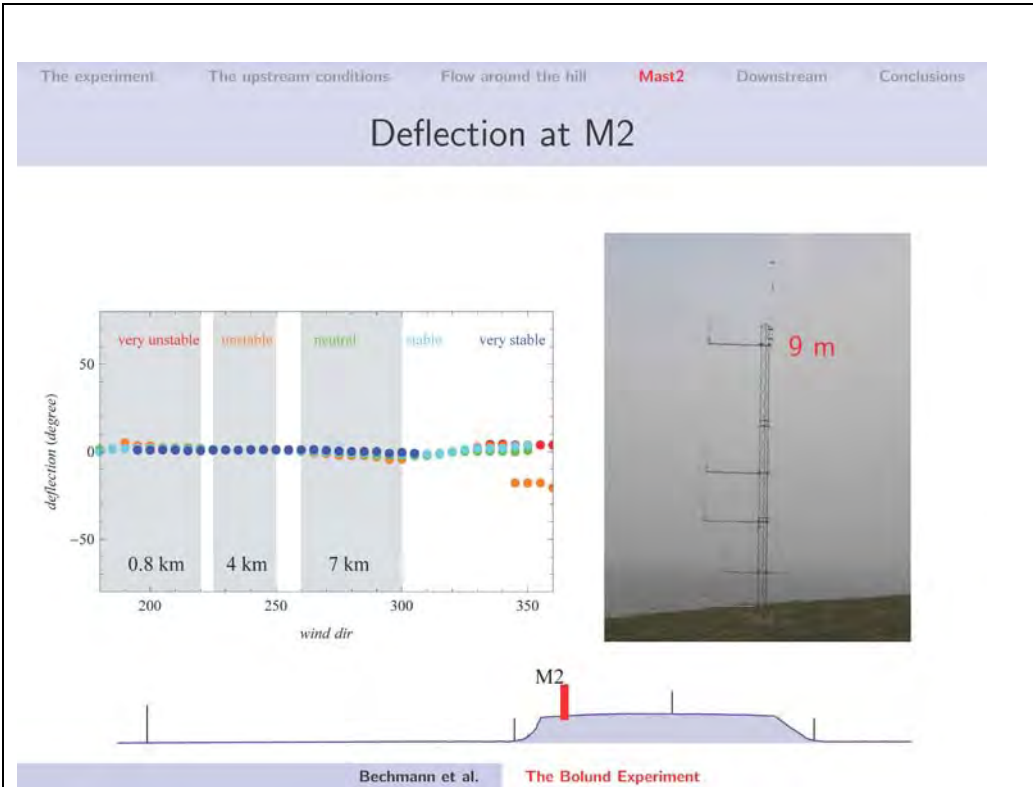 The experiment The upstream conditions Flow around the hill Mast2 Downstream Conclusions
Deflection at M2
very unstable unstable neutral stable very stable
50
0
−50
deflection (degree)
0.8 km 4 km 7 km
200 250 300 350
wind dir
9 m
M2
Bechmann et al. The Bolund Experiment